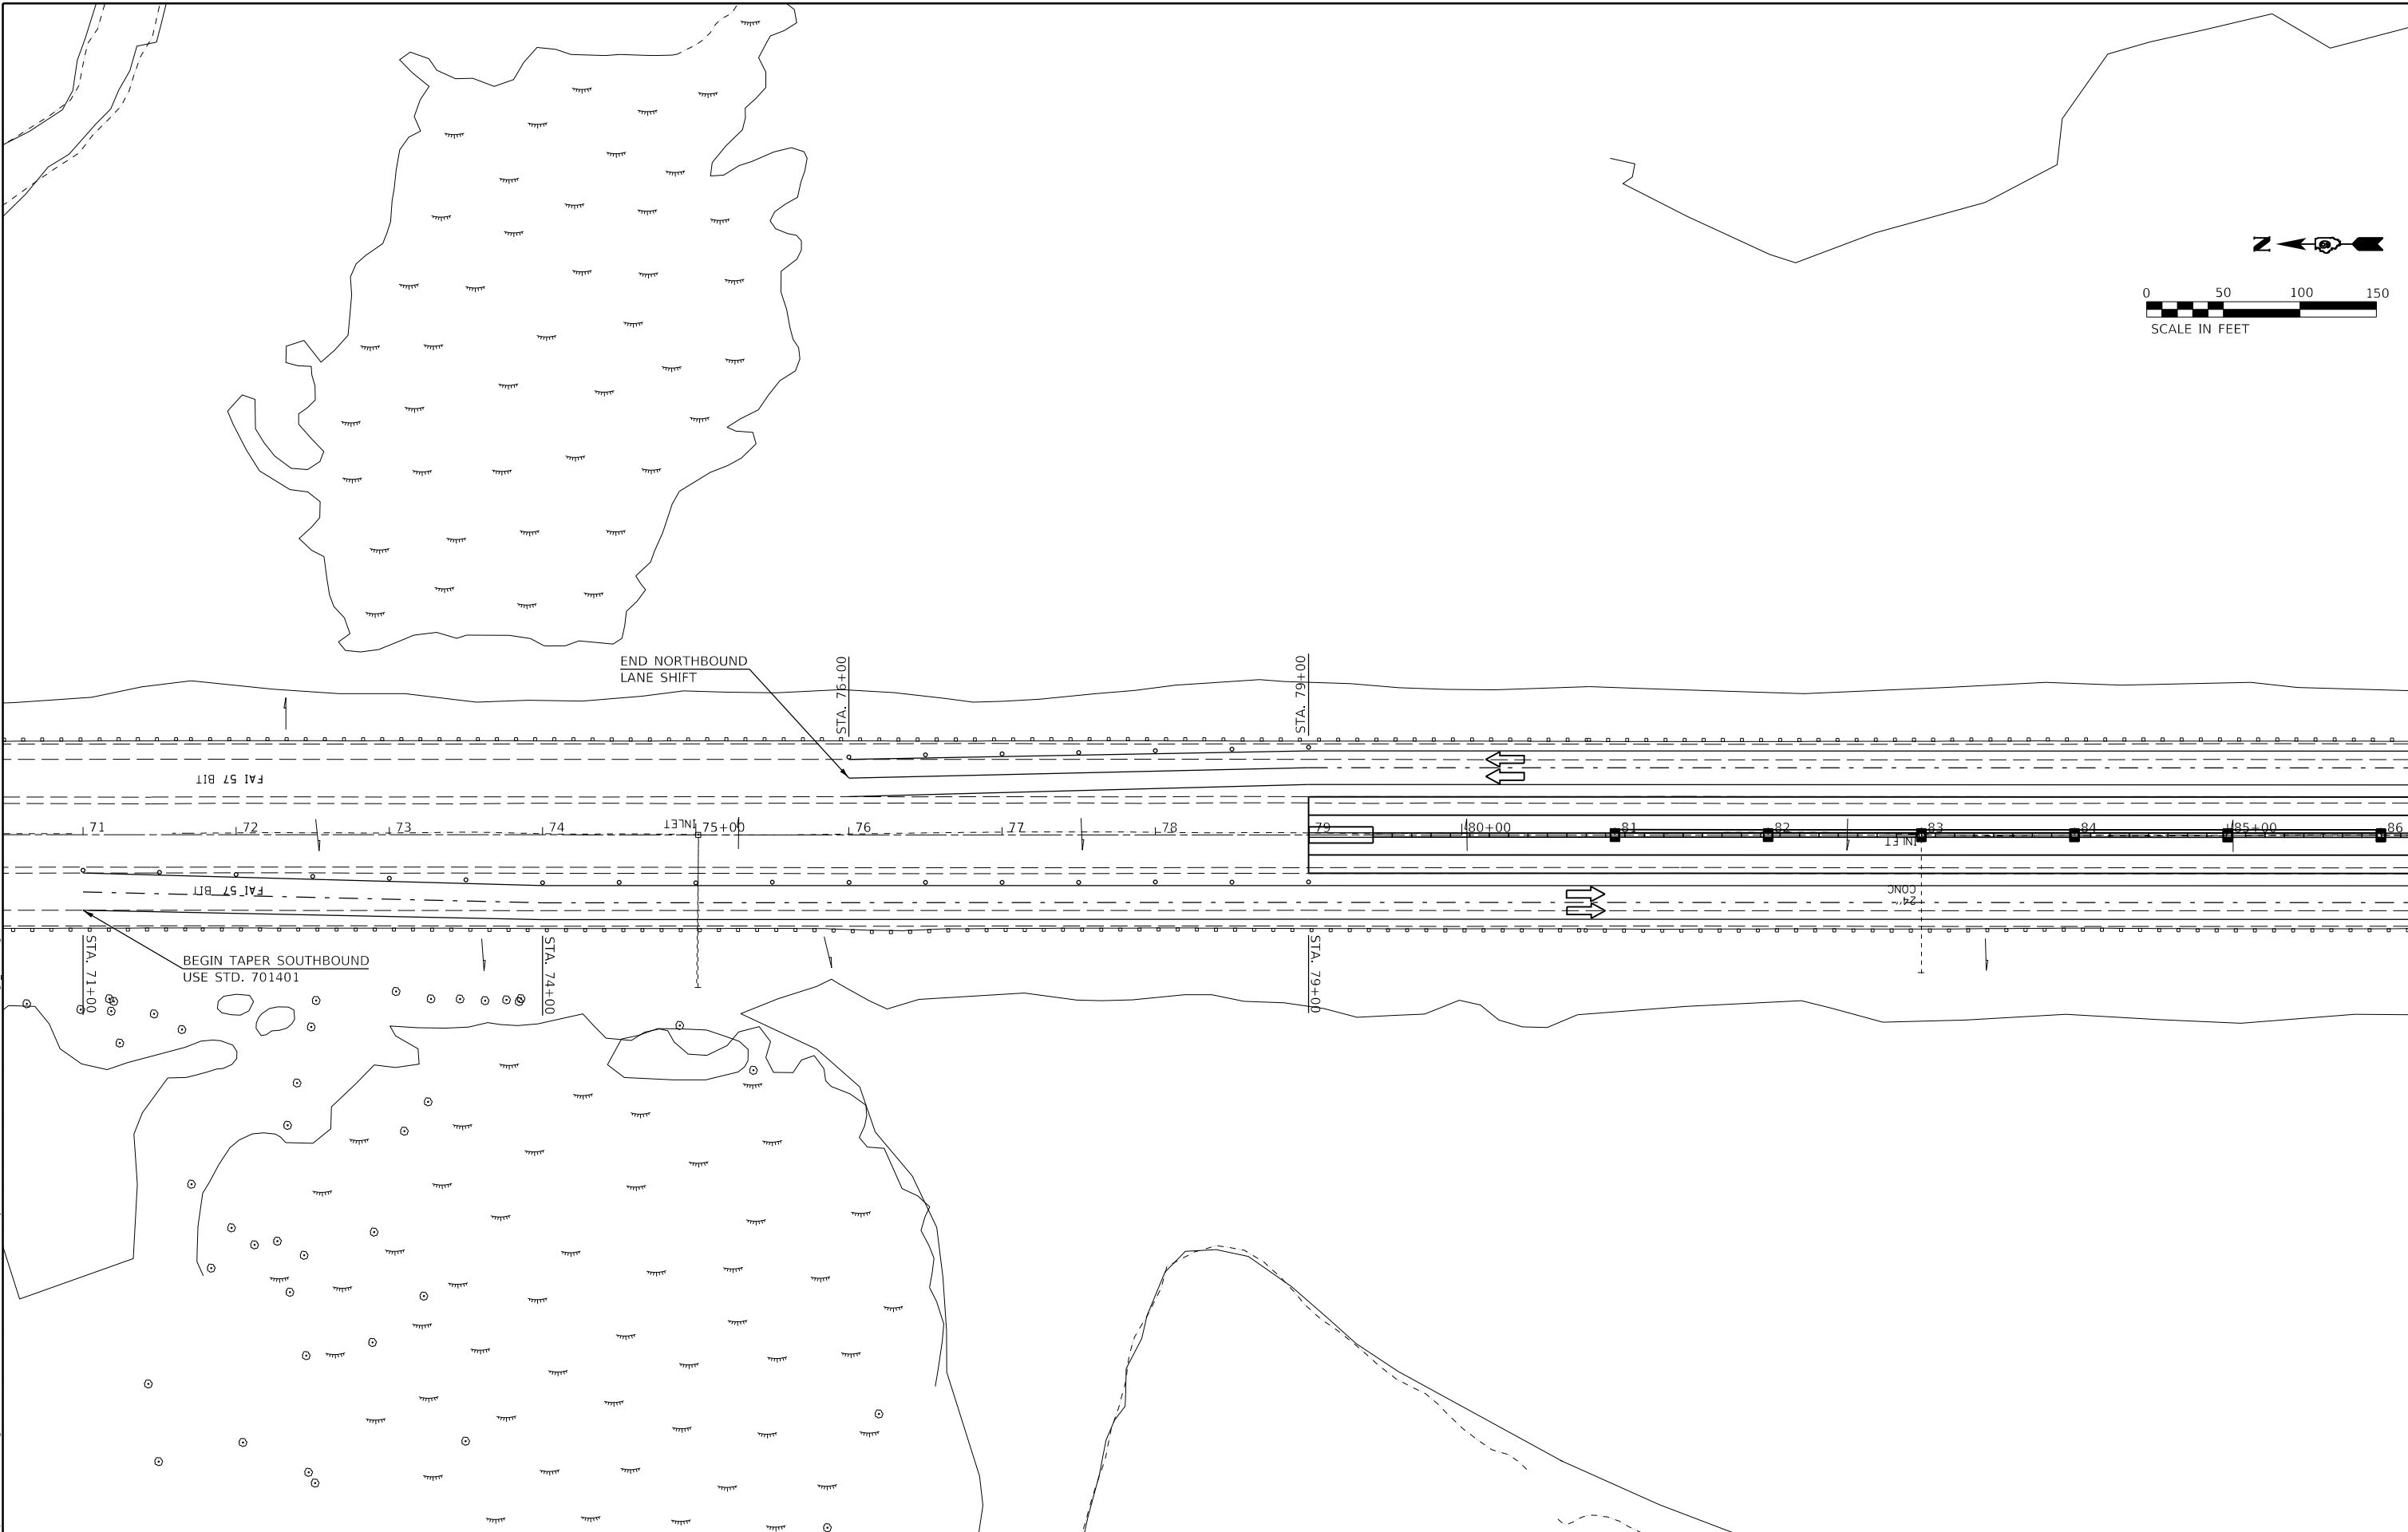 N
0 50 100 150
SCALE IN FEET
END NORTHBOUND
LANE SHIFT
STA. 76+00
STA. 79+00
FAI 57 BIT
71 72 73 74 INLET 75+00 76 77 78 79 80+00 81 82 83 84 85+00 86
INLET
FAI 57 BIT
24" CONC
BEGIN TAPER SOUTHBOUND
USE STD. 701401
STA. 71+00
STA. 74+00
STA. 79+00